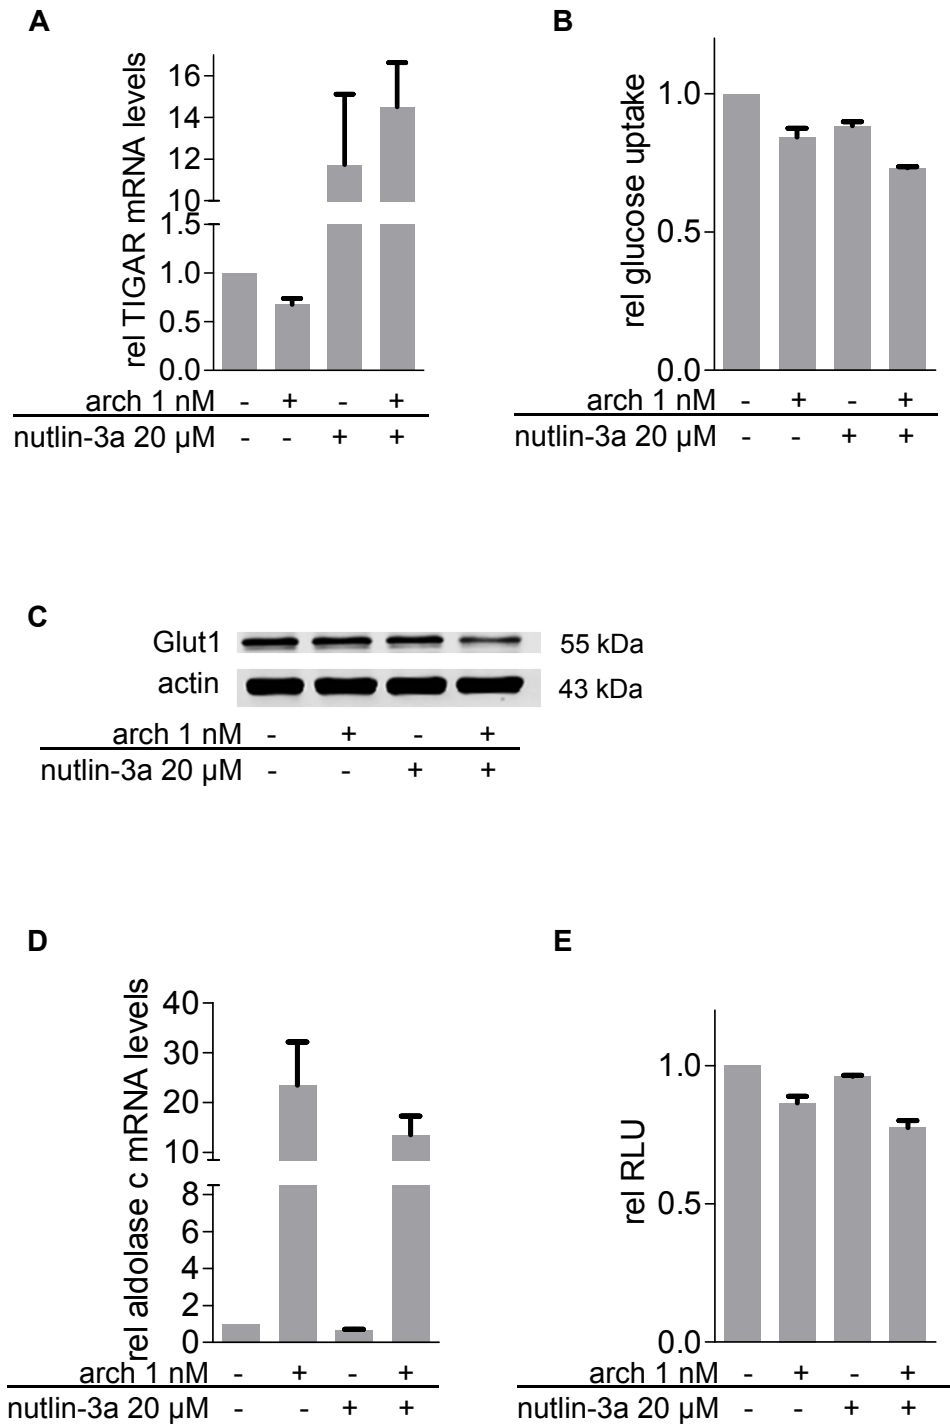 A
rel TIGAR mRNA levels
16
14
12
10
1.5
1.0
0.5
0.0
arch 1 nM - + - +
nutlin-3a 20 µM - - + +
B
rel glucose uptake
1.0
0.5
0.0
arch 1 nM - + - +
nutlin-3a 20 µM - - + +
C
Glut1 55 kDa
actin 43 kDa
arch 1 nM - + - +
nutlin-3a 20 µM - - + +
D
rel aldolase c mRNA levels
40
30
20
10
8
6
4
2
0
arch 1 nM - + - +
nutlin-3a 20 µM - - + +
E
rel RLU
1.0
0.5
0.0
arch 1 nM - + - +
nutlin-3a 20 µM - - + +